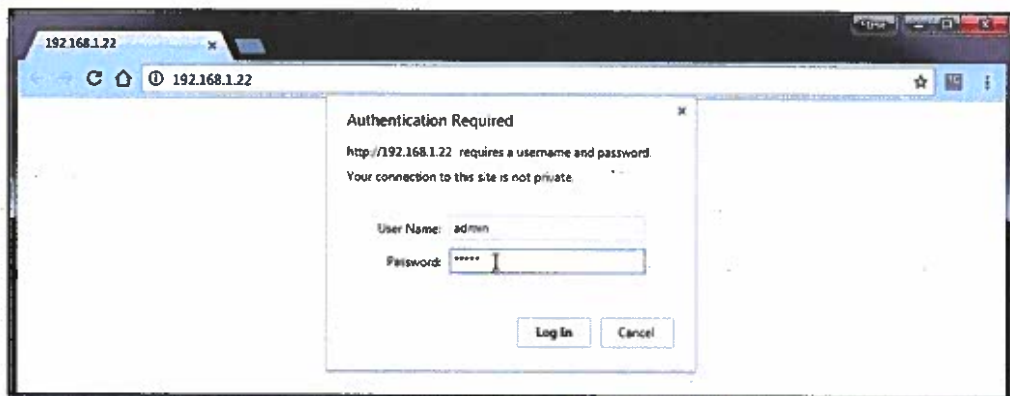 192.168.1.22
192.168.1.22
Authentication Required
http://192.168.1.22 requires a username and password.
Your connection to this site is not private.
User Name: admin
Password: *****
Log In Cancel